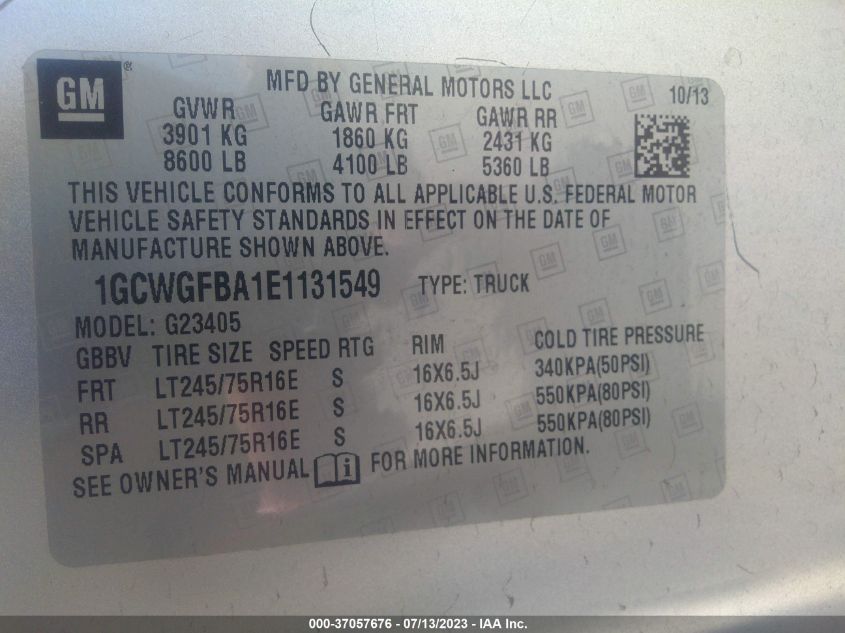 GM ®
MFD BY GENERAL MOTORS LLC 10/13
GVWR GAWR FRT GAWR RR
3901 KG 1860 KG 2431 KG
8600 LB 4100 LB 5360 LB
THIS VEHICLE CONFORMS TO ALL APPLICABLE U.S. FEDERAL MOTOR
VEHICLE SAFETY STANDARDS IN EFFECT ON THE DATE OF
MANUFACTURE SHOWN ABOVE.
1GCWGFBA1E1131549 TYPE: TRUCK
MODEL: G23405
GBBV TIRE SIZE SPEED RTG RIM COLD TIRE PRESSURE
FRT LT245/75R16E S 16X6.5J 340KPA(50PSI)
RR LT245/75R16E S 16X6.5J 550KPA(80PSI)
SPA LT245/75R16E S 16X6.5J 550KPA(80PSI)
SEE OWNER'S MANUAL i FOR MORE INFORMATION.
000-37057676 - 07/13/2023 - IAA Inc.